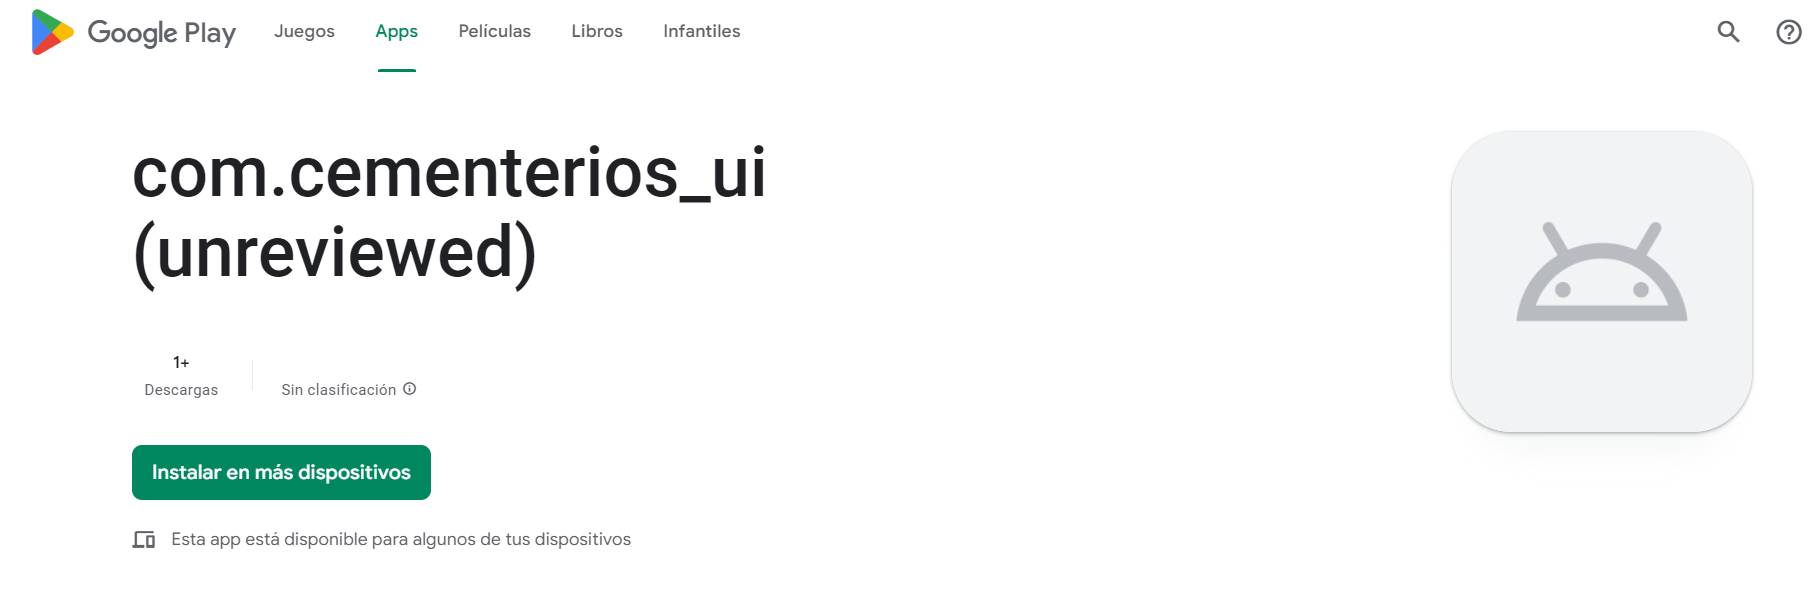 Google Play Juegos Apps Películas Libros Infantiles
com.cementerios_ui
(unreviewed)
1+
Descargas
Sin clasificación
Instalar en más dispositivos
Esta app está disponible para algunos de tus dispositivos